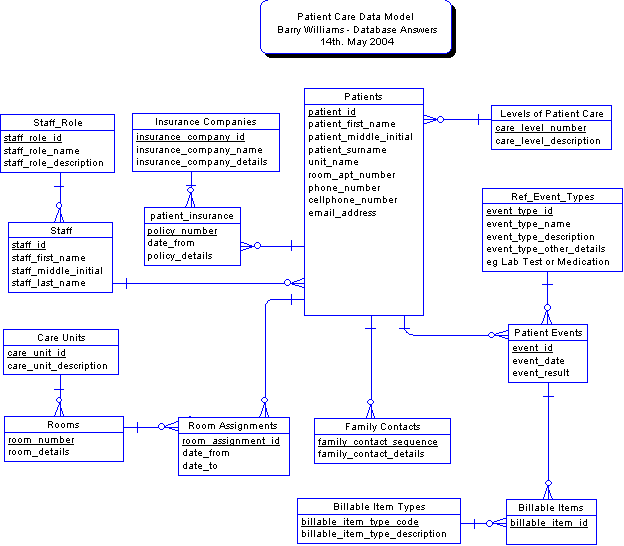 Patient Care Data Model
Barry Williams - Database Answers
14th. May 2004
Staff_Role
staff_role_id
staff_role_name
staff_role_description
Insurance Companies
insurance_company_id
insurance_company_name
insurance_company_details
Patients
patient_id
patient_first_name
patient_middle_initial
patient_surname
unit_name
room_apt_number
phone_number
cellphone_number
email_address
Levels of Patient Care
care_level_number
care_level_description
Staff
staff_id
staff_first_name
staff_middle_initial
staff_last_name
patient_insurance
policy_number
date_from
policy_details
Ref_Event_Types
event_type_id
event_type_name
event_type_description
event_type_other_details
eg Lab Test or Medication
Care Units
care_unit_id
care_unit_description
Patient Events
event_id
event_date
event_result
Rooms
room_number
room_details
Room Assignments
room_assignment_id
date_from
date_to
Family Contacts
family_contact_sequence
family_contact_details
Billable Item Types
billable_item_type_code
billable_item_type_description
Billable Items
billable_item_id